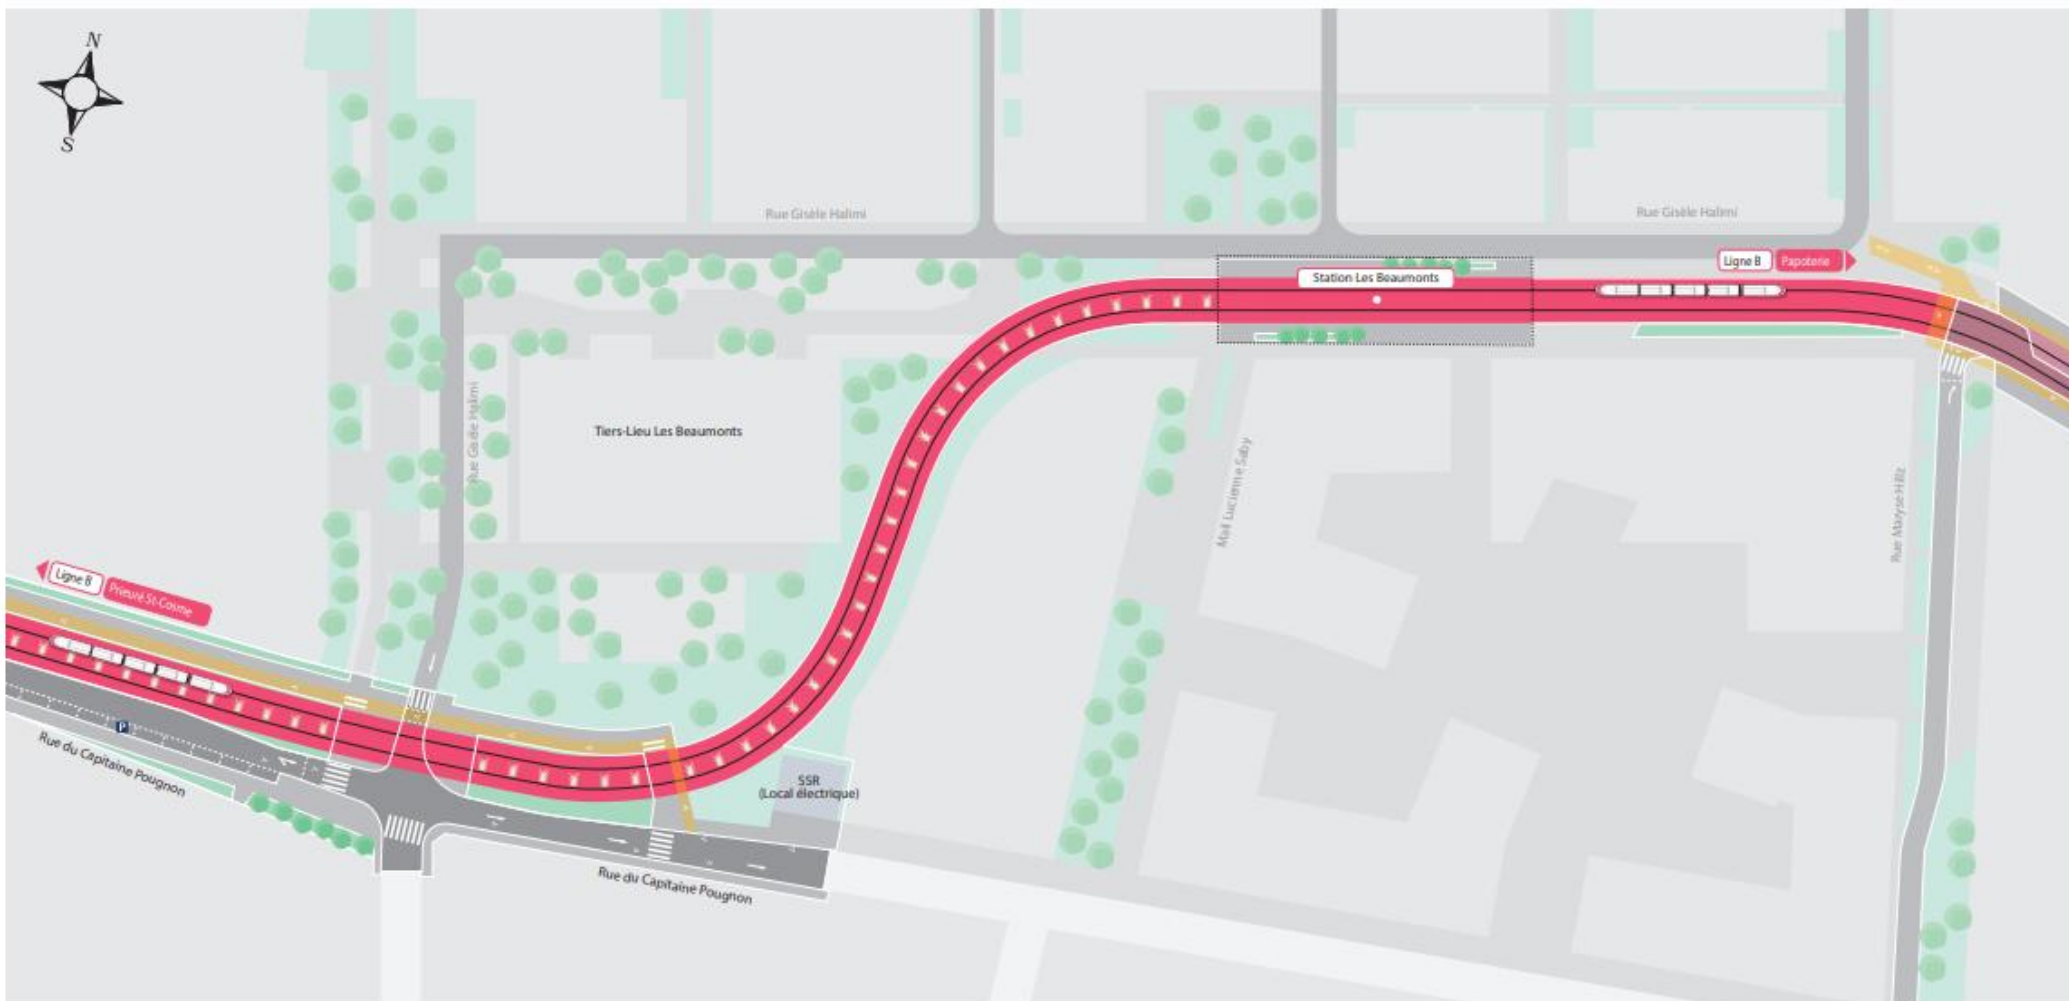 N
S
Rue Gisèle Halimi
Rue Gisèle Halimi
Ligne B
Papoterie
Station Les Beaumonts
Rue Gisèle Halimi
Tiers-Lieu Les Beaumonts
Mail Lucienne Saby
Rue Maryse Hilz
Ligne B
Prieuré St-Cosme
P
Rue du Capitaine Pougnon
SSR
(Local électrique)
Rue du Capitaine Pougnon